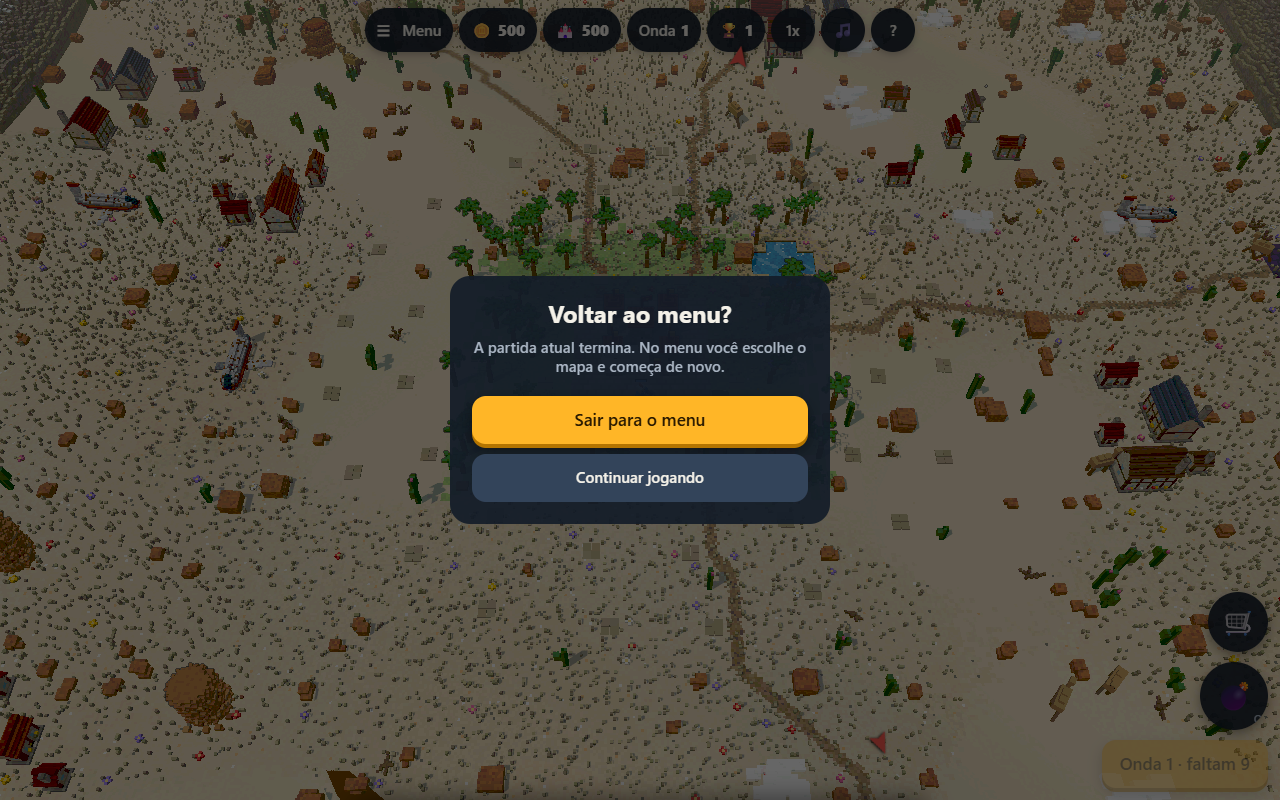 Menu 500 500 Onda 1 1 1x ?
Voltar ao menu?
A partida atual termina. No menu você escolhe o
mapa e começa de novo.
Sair para o menu
Continuar jogando
Onda 1 · faltam 9